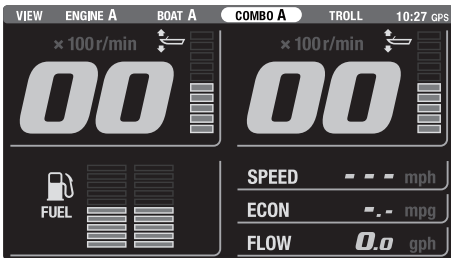 VIEW ENGINE A BOAT A COMBO A TROLL 10:27 GPS
× 100 r/min × 100 r/min
00 00
SPEED - - - mph
FUEL
ECON -.- mpg
FLOW 0.0 gph